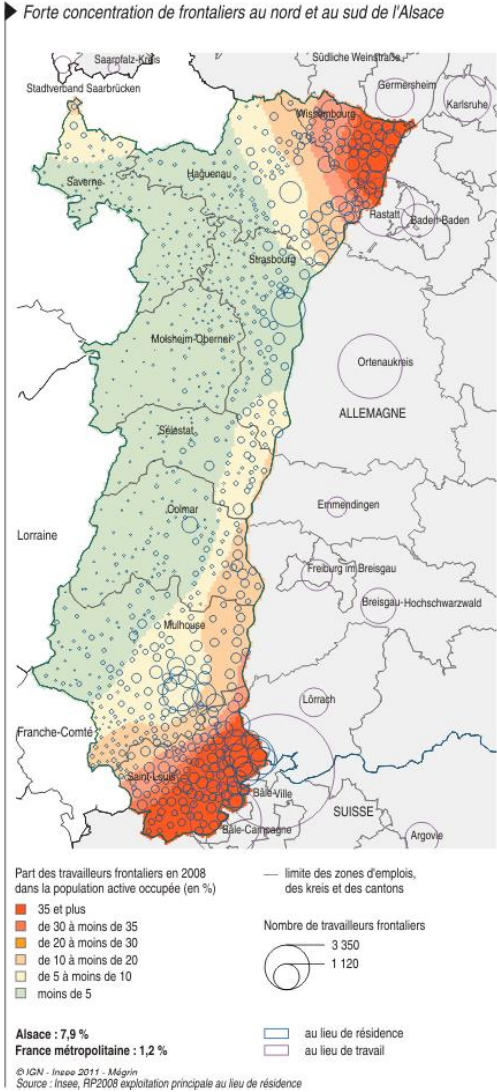 Forte concentration de frontaliers au nord et au sud de l'Alsace
Saarpfalz-Kreis
Südliche Weinstraße
Stadtverband Saarbrücken
Germersheim
Karlsruhe
Wissembourg
Saverne
Haguenau
Rastatt
Baden-Baden
Strasbourg
Molsheim-Obernai
Ortenaukreis
ALLEMAGNE
Sélestat
Colmar
Emmendingen
Lorraine
Freiburg im Breisgau
Breisgau-Hochschwarzwald
Mulhouse
Lörrach
Franche-Comté
Saint-Louis
Bâle-Ville
SUISSE
Bâle-Campagne
Argovie
Part des travailleurs frontaliers en 2008
dans la population active occupée (en %)
35 et plus
de 30 à moins de 35
de 20 à moins de 30
de 10 à moins de 20
de 5 à moins de 10
moins de 5
limite des zones d'emplois,
des kreis et des cantons
Nombre de travailleurs frontaliers
3 350
1 120
Alsace : 7,9 %
France métropolitaine : 1,2 %
au lieu de résidence
au lieu de travail
© IGN - Insee 2011 - Mégrin
Source : Insee, RP2008 exploitation principale au lieu de résidence